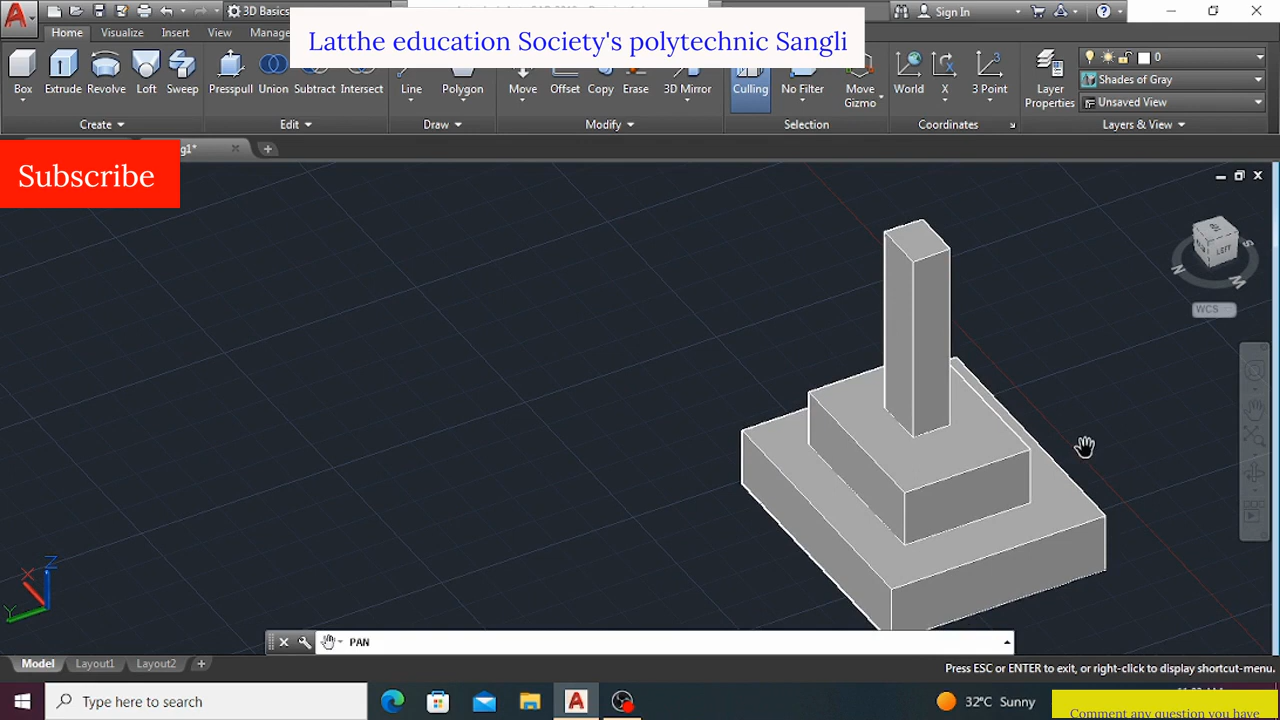 3D Basics
Sign In
Latthe education Society's polytechnic Sangli
Home Visualize Insert View Manage
Box Extrude Revolve Loft Sweep Presspull Union Subtract Intersect Line Polygon Move Offset Copy Erase 3D Mirror Culling No Filter Move Gizmo World X 3 Point Layer Properties
0
Shades of Gray
Unsaved View
Create Edit Draw Modify Selection Coordinates Layers & View
g1*
Subscribe
LEFT
S
N
W
WCS
Z
X
Y
PAN
Model Layout1 Layout2
Press ESC or ENTER to exit, or right-click to display shortcut-menu.
Type here to search
32°C Sunny
Comment any question you have